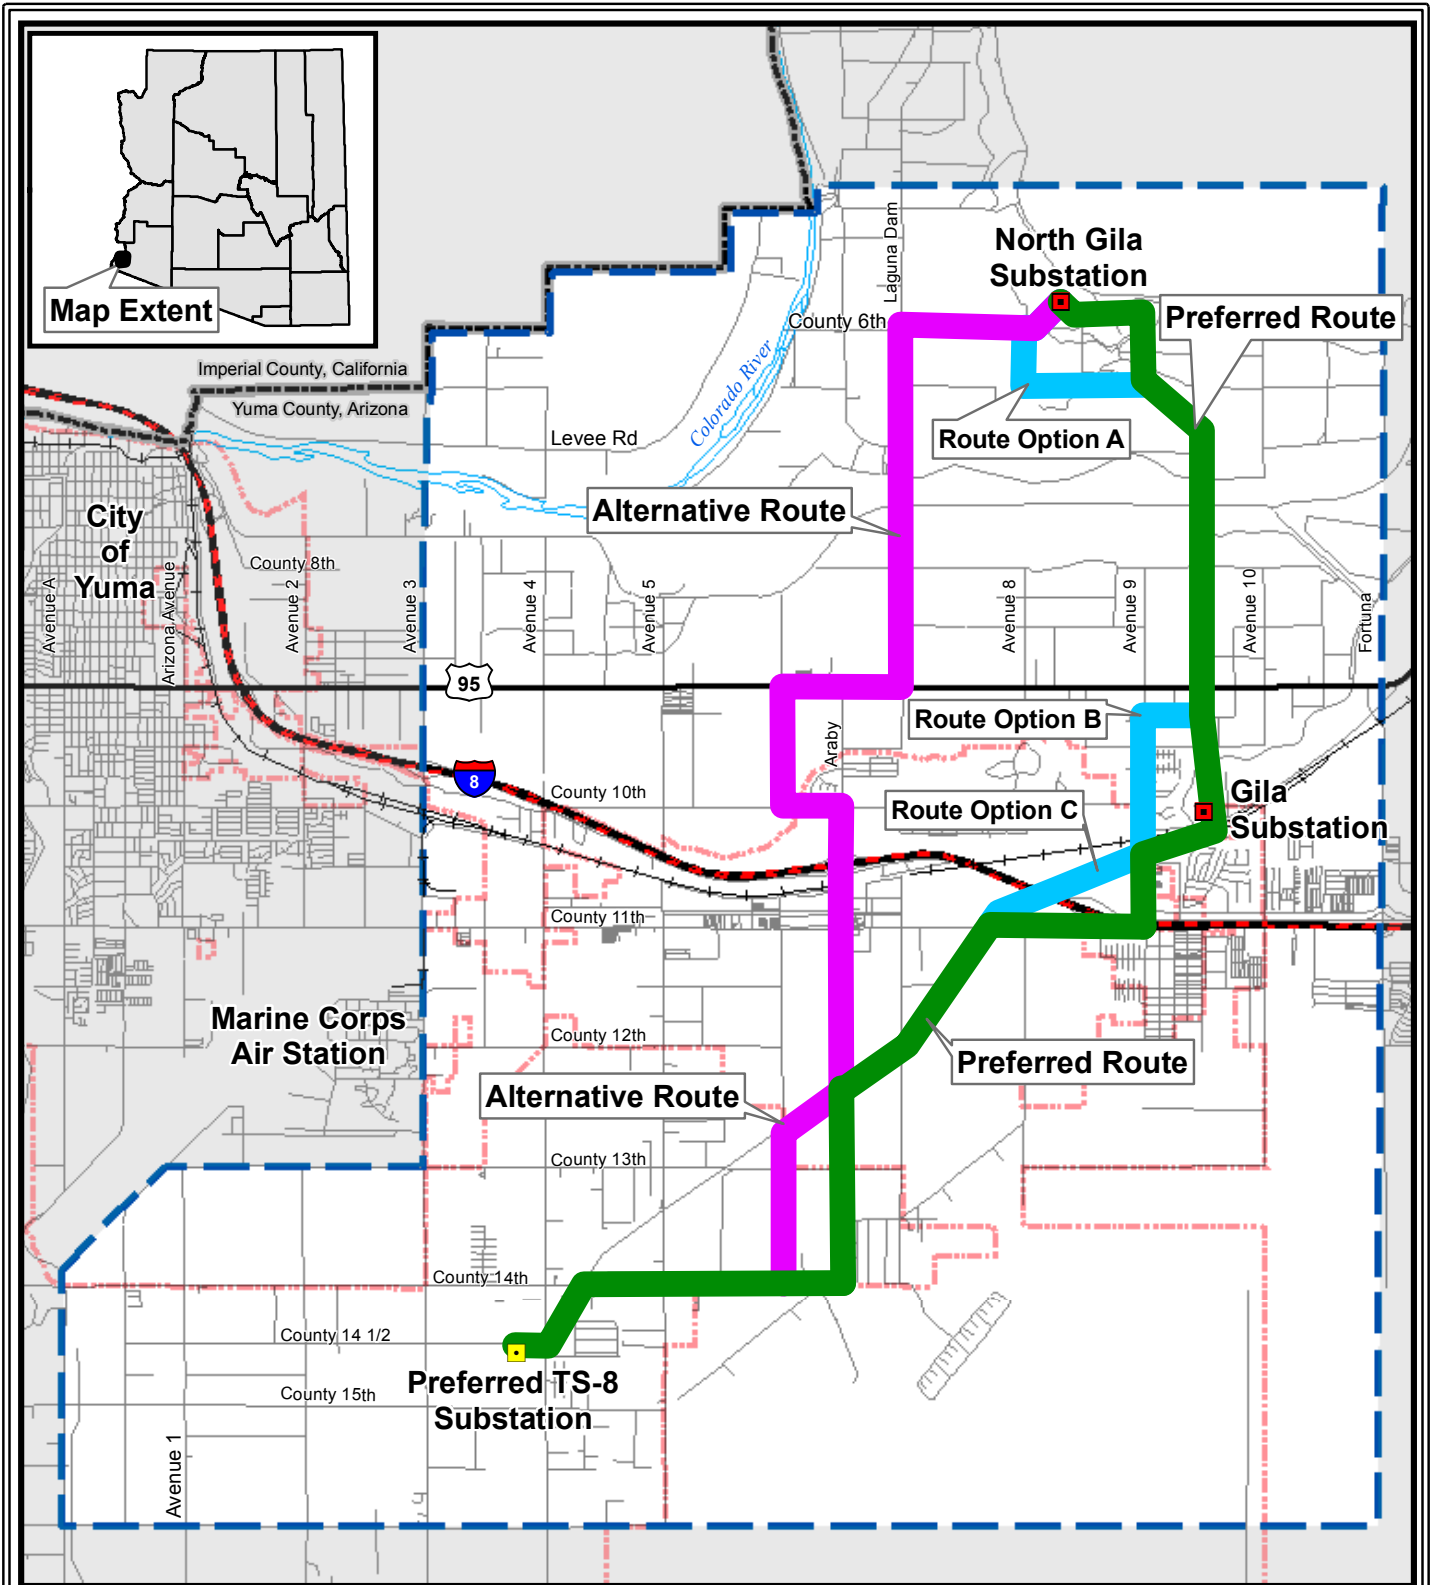 Map Extent
Imperial County, California
Yuma County, Arizona
Laguna Dam
North Gila
Substation
County 6th
Preferred Route
Colorado River
Levee Rd
Route Option A
Alternative Route
City
of
Yuma
County 8th
Avenue A
Arizona Avenue
Avenue 2
Avenue 3
Avenue 4
Avenue 5
Avenue 8
Avenue 9
Avenue 10
Fortuna
95
Route Option B
Araby
8
County 10th
Route Option C
Gila
Substation
County 11th
Marine Corps
Air Station
County 12th
Preferred Route
Alternative Route
County 13th
County 14th
County 14 1/2
Preferred TS-8
Substation
County 15th
Avenue 1